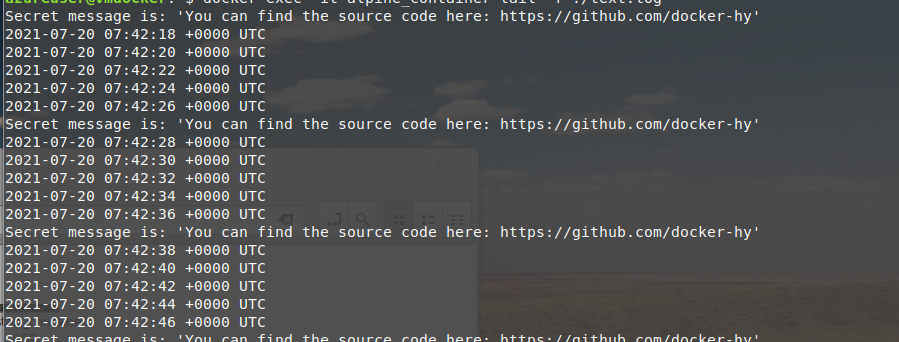 azureuser@vmdocker:~$ docker exec -it alpine_container tail -f ./text.log
Secret message is: 'You can find the source code here: https://github.com/docker-hy'
2021-07-20 07:42:18 +0000 UTC
2021-07-20 07:42:20 +0000 UTC
2021-07-20 07:42:22 +0000 UTC
2021-07-20 07:42:24 +0000 UTC
2021-07-20 07:42:26 +0000 UTC
Secret message is: 'You can find the source code here: https://github.com/docker-hy'
2021-07-20 07:42:28 +0000 UTC
2021-07-20 07:42:30 +0000 UTC
2021-07-20 07:42:32 +0000 UTC
2021-07-20 07:42:34 +0000 UTC
2021-07-20 07:42:36 +0000 UTC
Secret message is: 'You can find the source code here: https://github.com/docker-hy'
2021-07-20 07:42:38 +0000 UTC
2021-07-20 07:42:40 +0000 UTC
2021-07-20 07:42:42 +0000 UTC
2021-07-20 07:42:44 +0000 UTC
2021-07-20 07:42:46 +0000 UTC
Secret message is: 'You can find the source code here: https://github.com/docker-hy'